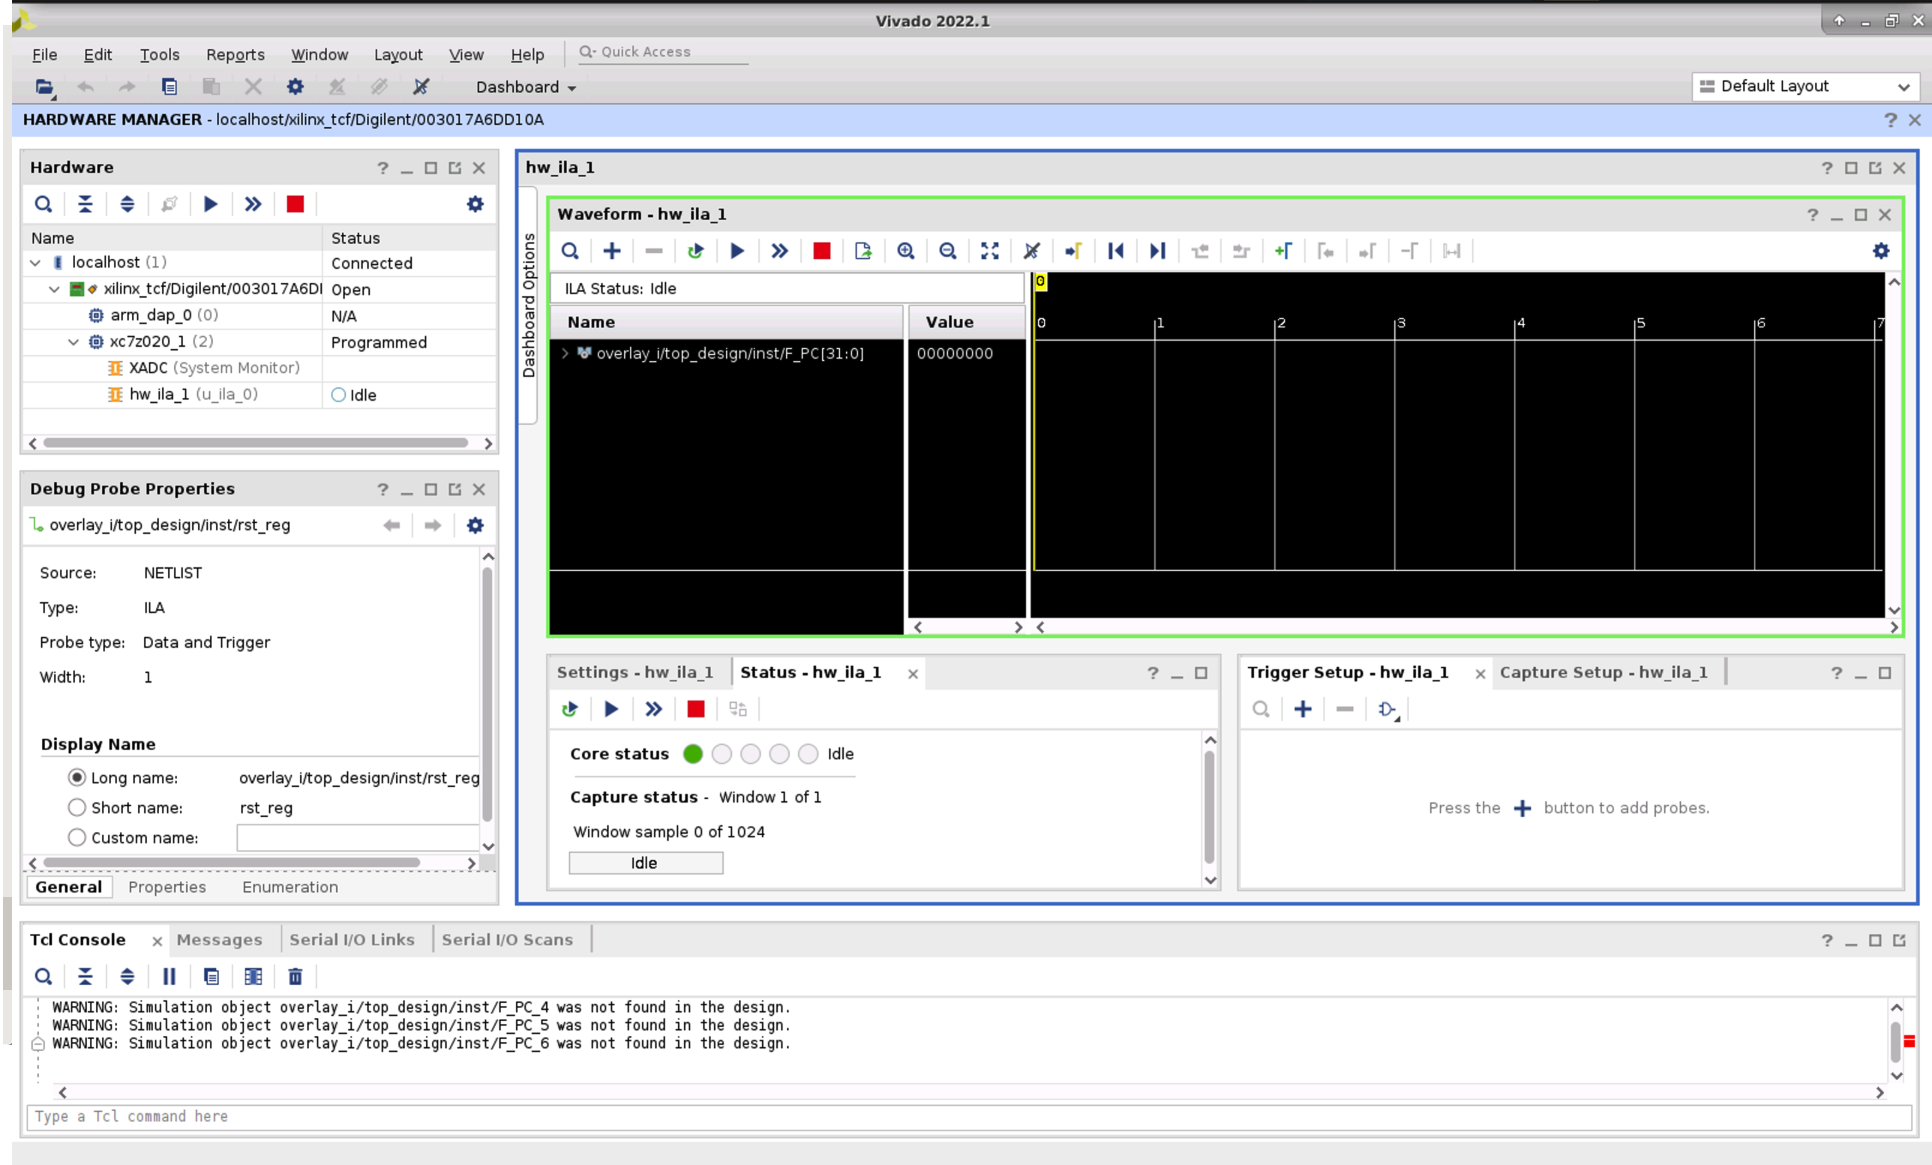 Vivado 2022.1
File Edit Tools Reports Window Layout View Help Quick Access
Dashboard Default Layout
HARDWARE MANAGER - localhost/xilinx_tcf/Digilent/003017A6DD10A
Hardware
Name Status
localhost (1) Connected
xilinx_tcf/Digilent/003017A6D Open
arm_dap_0 (0) N/A
xc7z020_1 (2) Programmed
XADC (System Monitor)
hw_ila_1 (u_ila_0) Idle
Debug Probe Properties
overlay_i/top_design/inst/rst_reg
Source: NETLIST
Type: ILA
Probe type: Data and Trigger
Width: 1
Display Name
Long name: overlay_i/top_design/inst/rst_reg
Short name: rst_reg
Custom name:
General Properties Enumeration
hw_ila_1
Dashboard Options
Waveform - hw_ila_1
ILA Status: Idle
Name Value
overlay_i/top_design/inst/F_PC[31:0] 00000000
0
0 1 2 3 4 5 6 7
Settings - hw_ila_1 Status - hw_ila_1
Core status Idle
Capture status - Window 1 of 1
Window sample 0 of 1024
Idle
Trigger Setup - hw_ila_1 Capture Setup - hw_ila_1
Press the + button to add probes.
Tcl Console Messages Serial I/O Links Serial I/O Scans
WARNING: Simulation object overlay_i/top_design/inst/F_PC_4 was not found in the design.
WARNING: Simulation object overlay_i/top_design/inst/F_PC_5 was not found in the design.
WARNING: Simulation object overlay_i/top_design/inst/F_PC_6 was not found in the design.
Type a Tcl command here